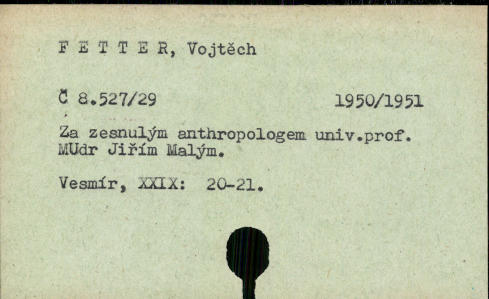 F E T T E R, Vojtěch
Č 8.527/29 1950/1951
Za zesnulým anthropologem univ.prof.
MUdr Jiřím Malým.
Vesmír, XXIX: 20-21.